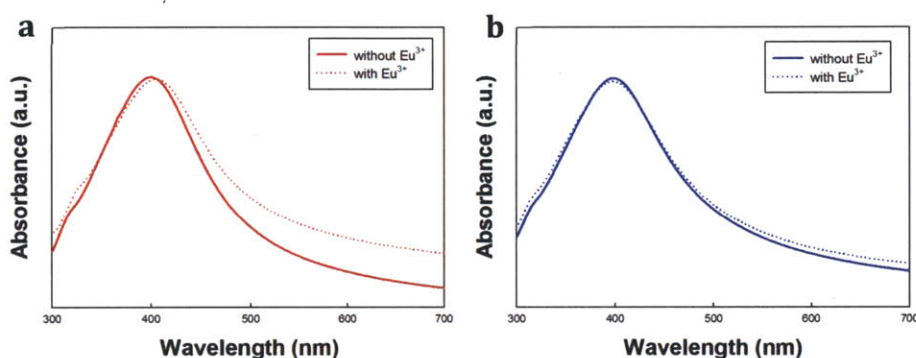 a
without Eu³⁺
with Eu³⁺
Absorbance (a.u.)
300 400 500 600 700
Wavelength (nm)
b
without Eu³⁺
with Eu³⁺
Absorbance (a.u.)
300 400 500 600 700
Wavelength (nm)